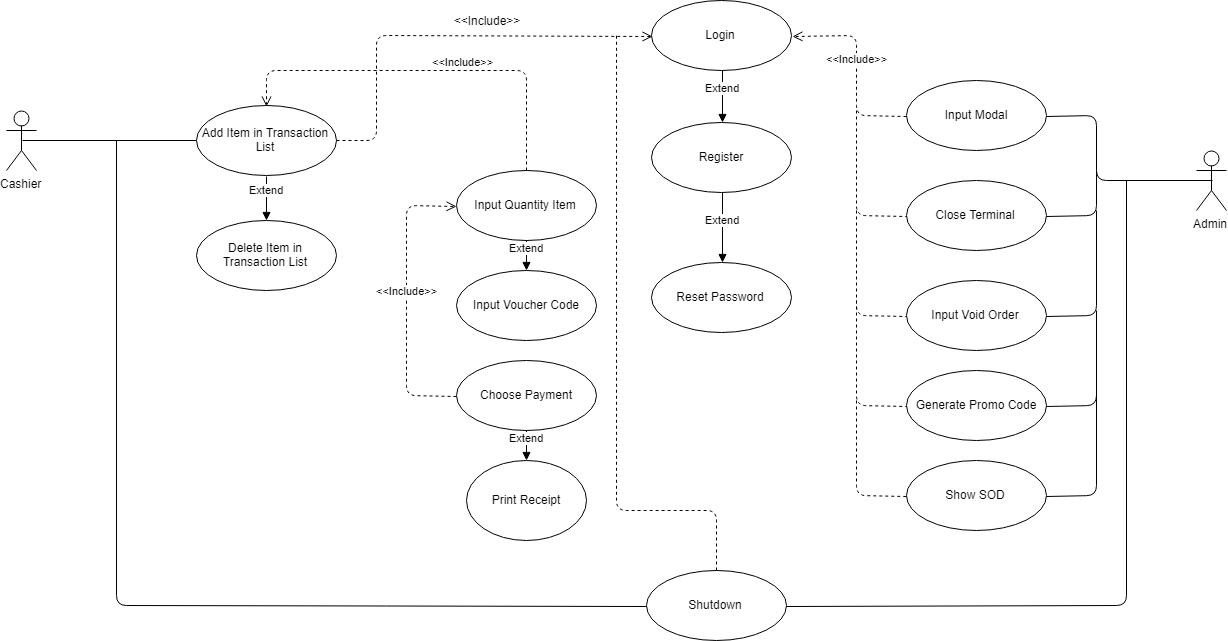 <<Include>>
Login
<<Include>>
<<Include>>
Extend
Input Modal
Add Item in Transaction
List
Cashier
Register
Extend
Delete Item in
Transaction List
Input Quantity Item
Extend
Extend
Close Terminal
Admin
<<Include>>
Input Voucher Code
Reset Password
Input Void Order
Choose Payment
Extend
Generate Promo Code
Print Receipt
Show SOD
Shutdown